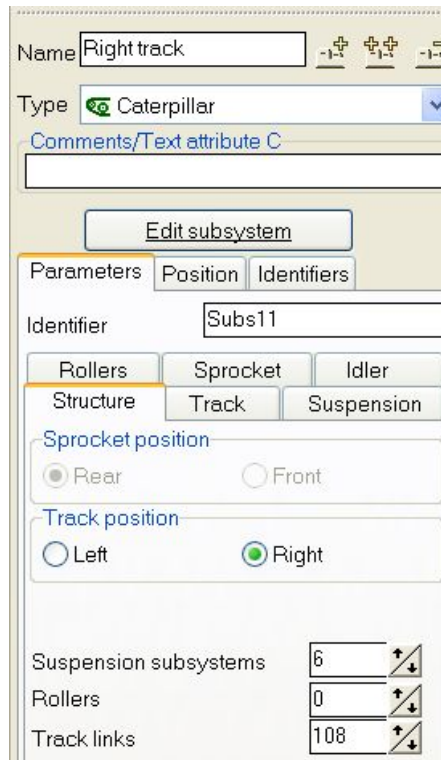 Name Right track
Type Caterpillar
Comments/Text attribute C
Edit subsystem
Parameters Position Identifiers
Identifier Subs11
Rollers Sprocket Idler
Structure Track Suspension
Sprocket position
Rear Front
Track position
Left Right
Suspension subsystems 6
Rollers 0
Track links 108